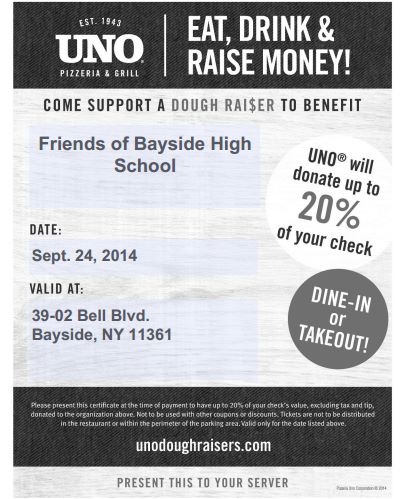 EST. 1943
UNO®
PIZZERIA & GRILL
EAT, DRINK &
RAISE MONEY!
COME SUPPORT A DOUGH RAI$ER TO BENEFIT
Friends of Bayside High
School
UNO® will
donate up to
20%
of your check
DATE:
Sept. 24, 2014
VALID AT:
39-02 Bell Blvd.
Bayside, NY 11361
DINE-IN
or
TAKEOUT!
Please present this certificate at the time of payment to have up to 20% of your check's value, excluding tax and tip,
donated to the organization above. Not to be used with other coupons or discounts. Tickets are not to be distributed
in the restaurant or within the perimeter of the parking area. Valid only for the date listed above.
unodoughraisers.com
PRESENT THIS TO YOUR SERVER
Pizzeria Uno Corporation © 2014